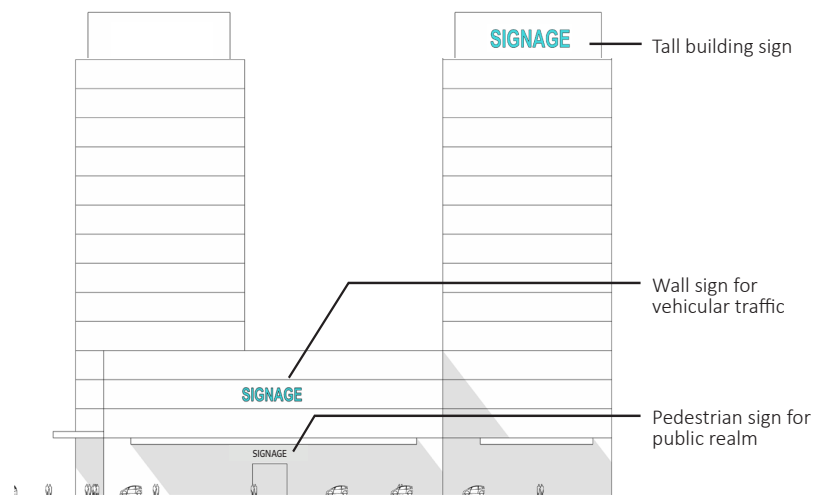 SIGNAGE
Tall building sign
Wall sign for
vehicular traffic
SIGNAGE
Pedestrian sign for
public realm
SIGNAGE